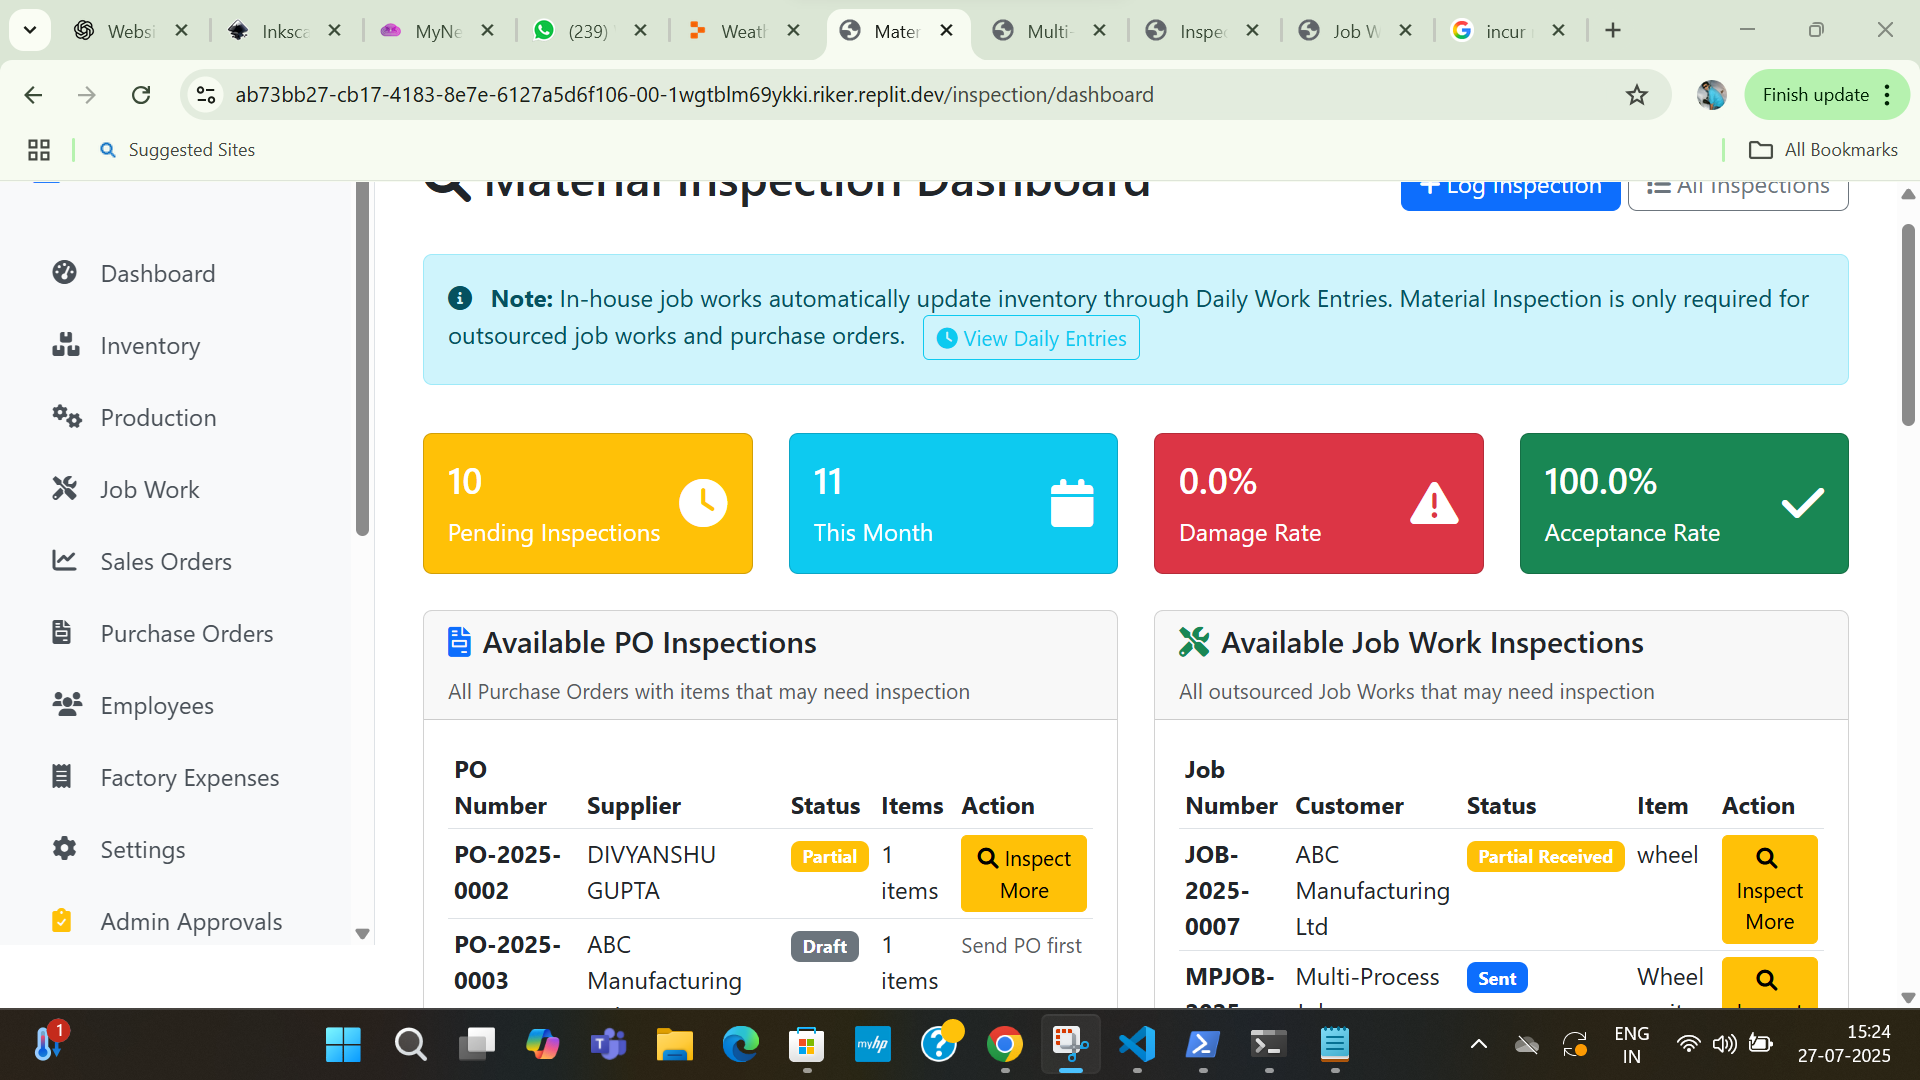 Websi
Inksca
MyNe
(239)
Weath
Mater
Multi-
Inspec
Job W
incur
ab73bb27-cb17-4183-8e7e-6127a5d6f106-00-1wgtblm69ykki.riker.replit.dev/inspection/dashboard
Finish update
Suggested Sites
All Bookmarks
Material Inspection Dashboard
+ Log Inspection
All Inspections
Dashboard
Inventory
Production
Job Work
Sales Orders
Purchase Orders
Employees
Factory Expenses
Settings
Admin Approvals
Note: In-house job works automatically update inventory through Daily Work Entries. Material Inspection is only required for
outsourced job works and purchase orders. View Daily Entries
10
Pending Inspections
11
This Month
0.0%
Damage Rate
100.0%
Acceptance Rate
Available PO Inspections
All Purchase Orders with items that may need inspection
PO
Number Supplier Status Items Action
PO-2025- DIVYANSHU Partial 1 Inspect
0002 GUPTA items More
PO-2025- ABC Draft 1 Send PO first
0003 Manufacturing items
Available Job Work Inspections
All outsourced Job Works that may need inspection
Job
Number Customer Status Item Action
JOB- ABC Partial Received wheel
2025- Manufacturing Inspect
0007 Ltd More
MPJOB- Multi-Process Sent Wheel
1
myhp
ENG
IN
15:24
27-07-2025